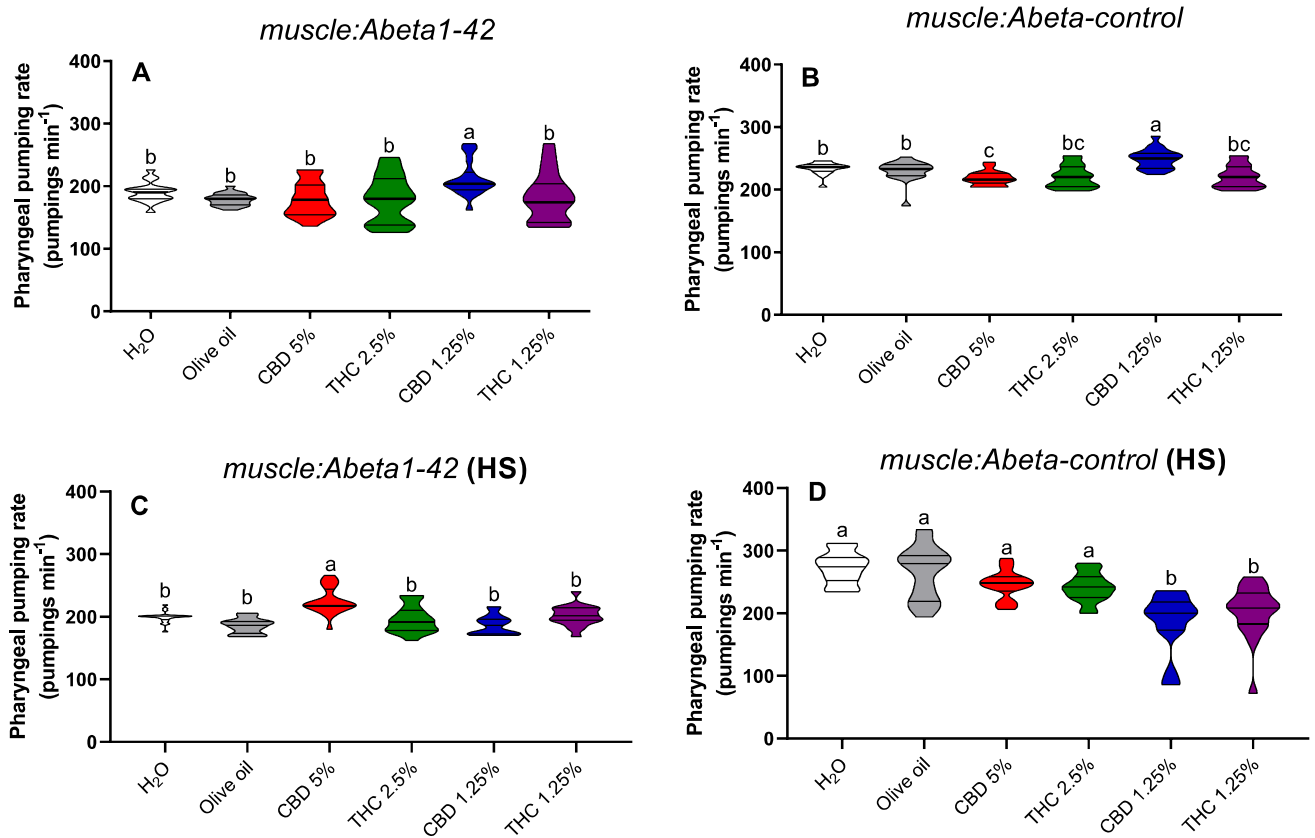 muscle:Abeta1-42
A
Pharyngeal pumping rate
(pumpings min⁻¹)
400
300
200
100
0
b
b
b
b
a
b
H₂O
Olive oil
CBD 5%
THC 2.5%
CBD 1.25%
THC 1.25%
muscle:Abeta-control
B
Pharyngeal pumping rate
(pumpings min⁻¹)
400
300
200
100
0
b
b
c
bc
a
bc
H₂O
Olive oil
CBD 5%
THC 2.5%
CBD 1.25%
THC 1.25%
muscle:Abeta1-42 (HS)
C
Pharyngeal pumping rate
(pumpings min⁻¹)
400
300
200
100
0
b
b
a
b
b
b
H₂O
Olive oil
CBD 5%
THC 2.5%
CBD 1.25%
THC 1.25%
muscle:Abeta-control (HS)
D
Pharyngeal pumping rate
(pumpings min⁻¹)
400
300
200
100
0
a
a
a
a
b
b
H₂O
Olive oil
CBD 5%
THC 2.5%
CBD 1.25%
THC 1.25%